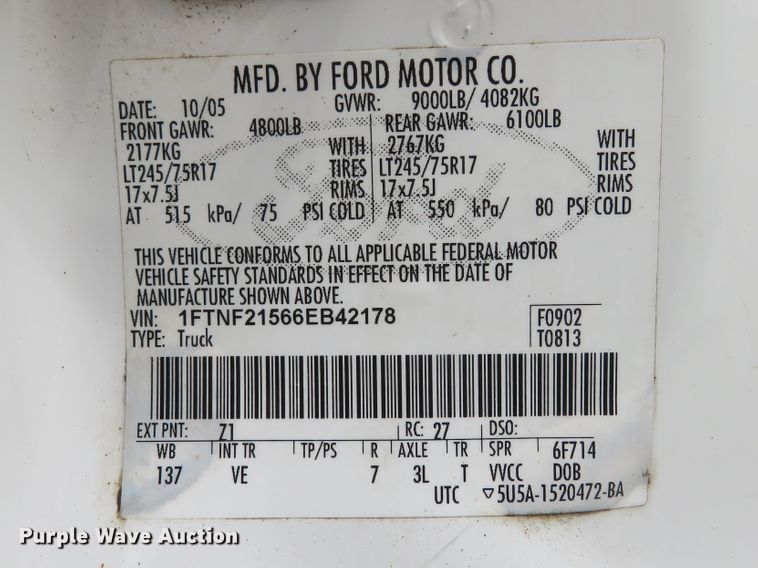 MFD. BY FORD MOTOR CO.
DATE: 10/05 GVWR: 9000LB/ 4082KG
FRONT GAWR: 4800LB REAR GAWR: 6100LB
2177KG WITH 2767KG WITH
LT245/75R17 TIRES LT245/75R17 TIRES
17x7.5J RIMS 17x7.5J RIMS
AT 515 kPa/ 75 PSI COLD AT 550 kPa/ 80 PSI COLD
Ford
THIS VEHICLE CONFORMS TO ALL APPLICABLE FEDERAL MOTOR
VEHICLE SAFETY STANDARDS IN EFFECT ON THE DATE OF
MANUFACTURE SHOWN ABOVE.
VIN: 1FTNF21566EB42178 F0902
TYPE: Truck T0813
EXT PNT: Z1 RC: 27 DSO:
WB INT TR TP/PS R AXLE TR SPR 6F714
137 VE 7 3L T VVCC DOB
UTC ▽5U5A-1520472-BA
Purple Wave Auction